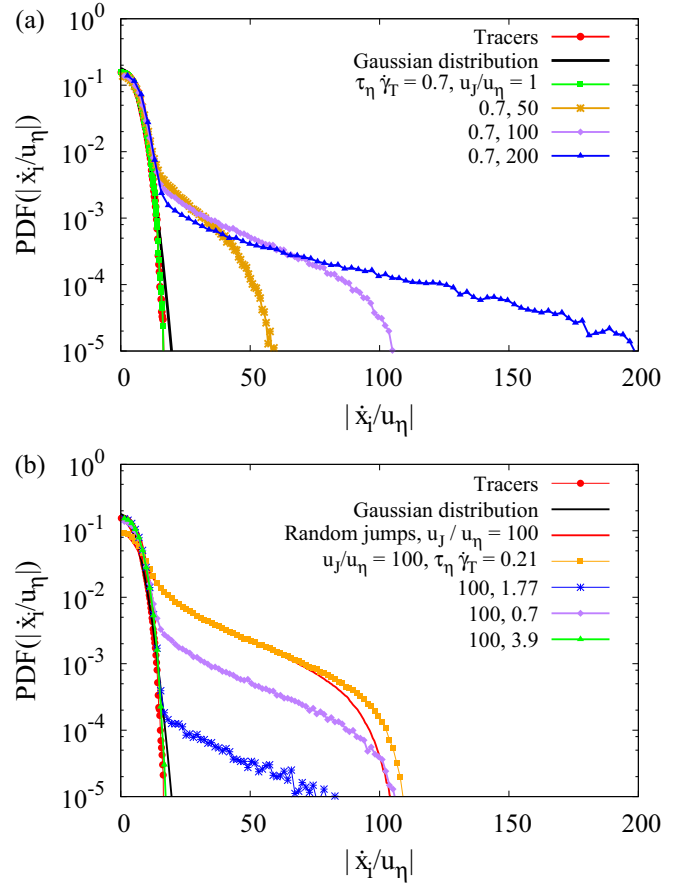 (a)
10^0
10^-1
10^-2
10^-3
10^-4
10^-5
PDF(|ẋ_i/u_η|)
Tracers
Gaussian distribution
τ_η γ̇_T = 0.7, u_J/u_η = 1
0.7, 50
0.7, 100
0.7, 200
0 50 100 150 200
|ẋ_i/u_η|
(b)
10^0
10^-1
10^-2
10^-3
10^-4
10^-5
PDF(|ẋ_i/u_η|)
Tracers
Gaussian distribution
Random jumps, u_J / u_η = 100
u_J/u_η = 100, τ_η γ̇_T = 0.21
100, 1.77
100, 0.7
100, 3.9
0 50 100 150 200
|ẋ_i/u_η|